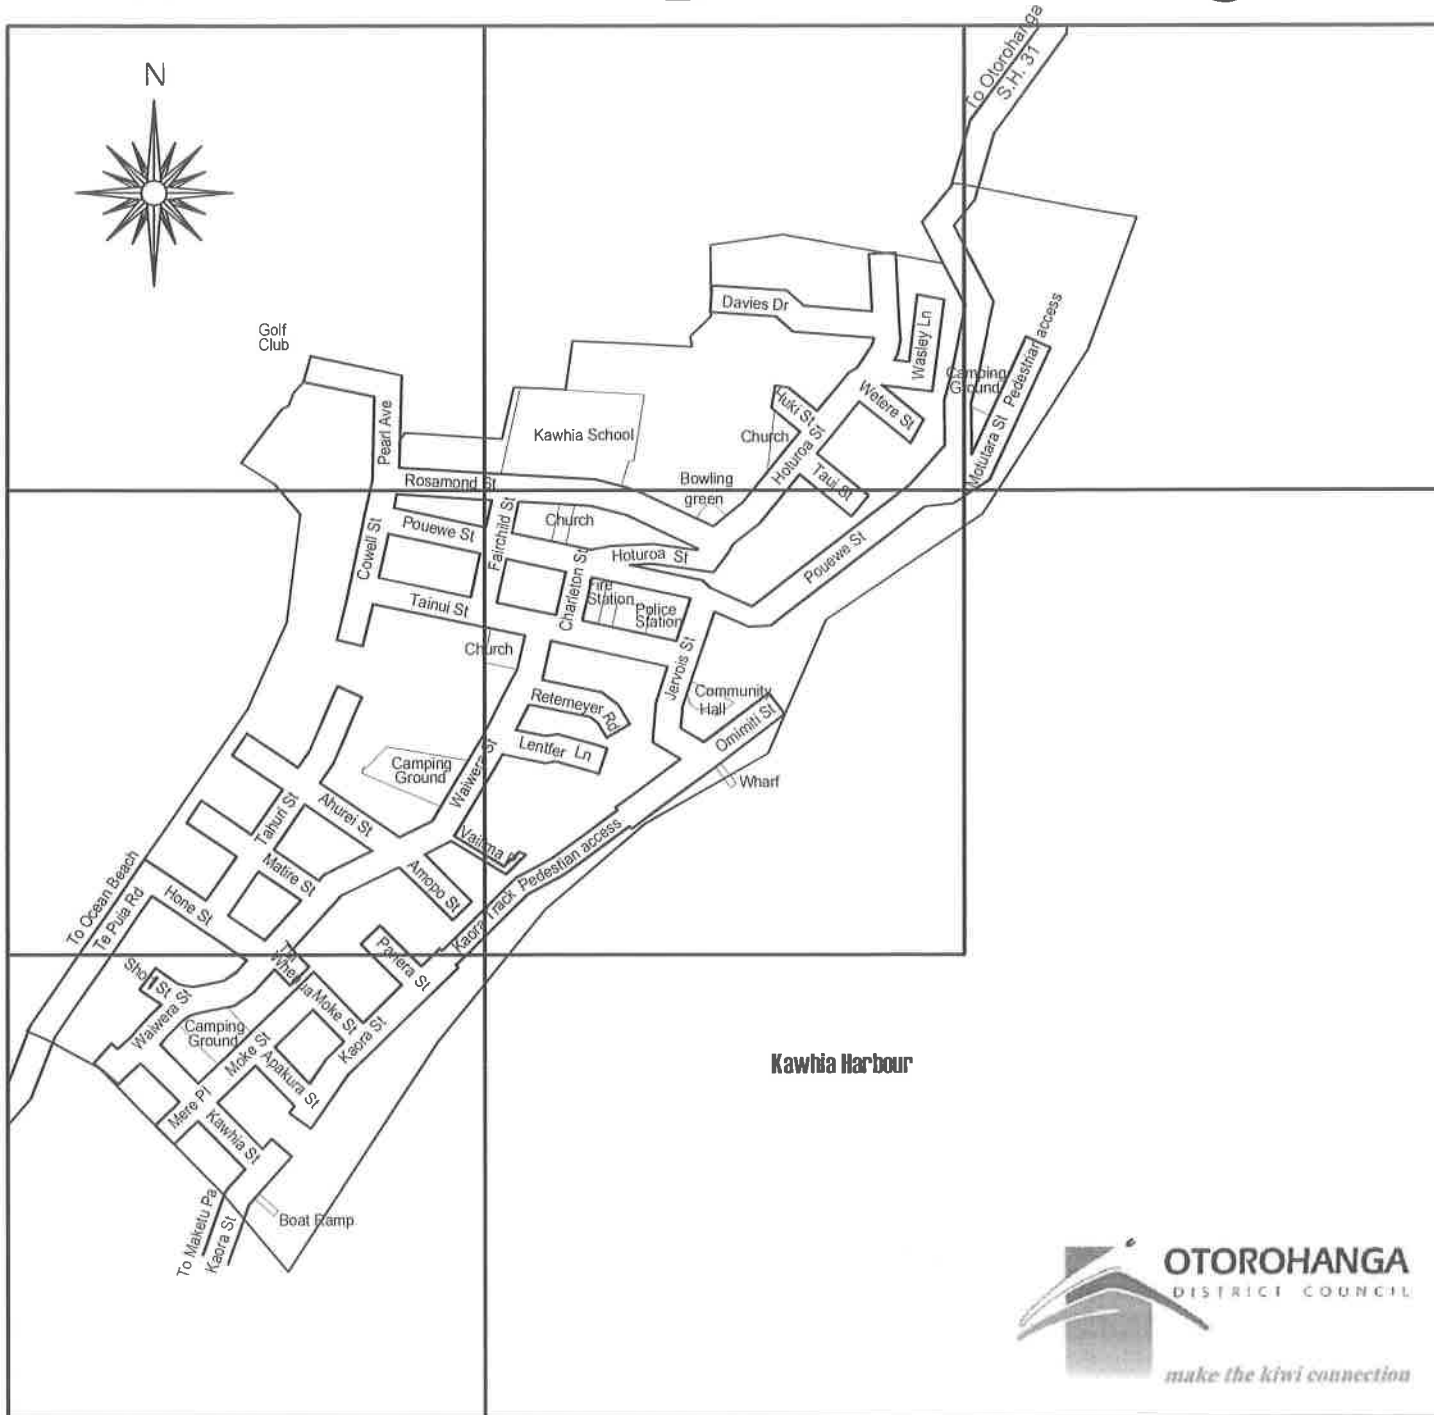 N
To Otorohanga
S.H. 31
Golf
Club
Davies Dr
Wasley Ln
Pedestrian access
Camping
Ground
Motutara St
Wetere St
Huki St
Church
Hoturoa St
Tauj St
Pearl Ave
Kawhia School
Rosamond St
Bowling
green
Pouewe St
Fairchild St
Church
Cowell St
Hoturoa St
Charleton St
Pouewe St
Fire
Station
Police
Station
Tainui St
Church
Jervois St
Retemeyer Rd
Community
Hall
Omimiti St
Lentfer Ln
Camping
Ground
Waiwera St
Wharf
Tahuri St
Ahurei St
Amopo St
Pedestrian access
Kaora Track
Matire St
Hone St
To Ocean Beach
Te Puia Rd
Panera St
Short St
Waiwera St
Moke St
Kaora St
Camping
Ground
Moke St
Apakura St
Mere Pl
Kawhia St
Kawhia Harbour
To Maketu Pa
Kaora St
Boat Ramp
OTOROHANGA
DISTRICT COUNCIL
make the kiwi connection